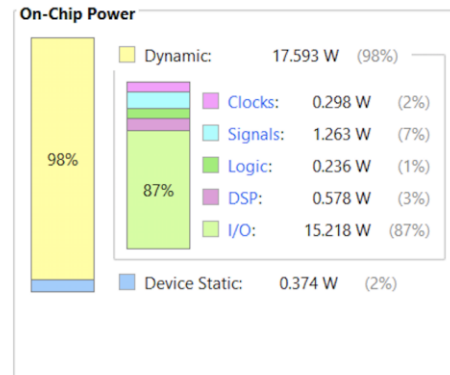 On-Chip Power
Dynamic: 17.593 W (98%)
Clocks: 0.298 W (2%)
Signals: 1.263 W (7%)
98%
Logic: 0.236 W (1%)
87%
DSP: 0.578 W (3%)
I/O: 15.218 W (87%)
Device Static: 0.374 W (2%)